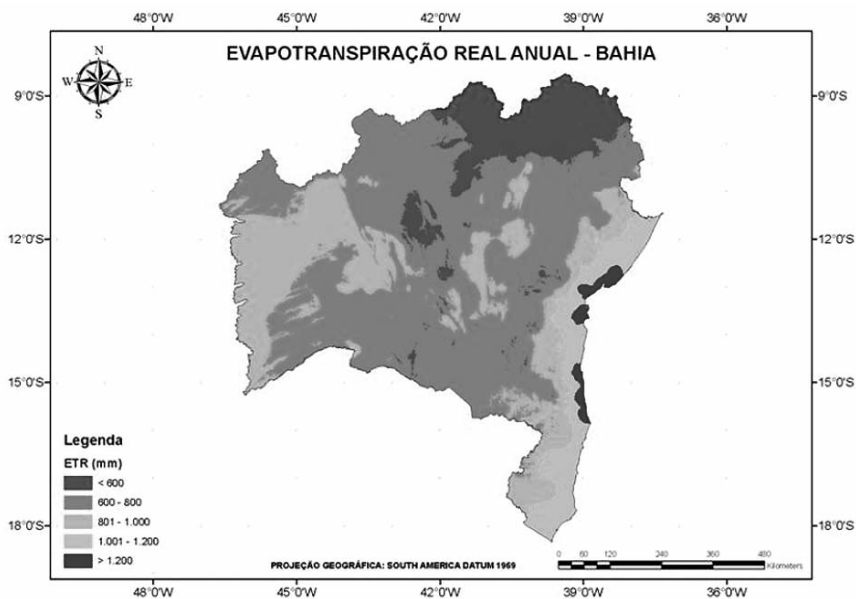 48°0'W 45°0'W 42°0'W 39°0'W 36°0'W
EVAPOTRANSPIRAÇÃO REAL ANUAL - BAHIA
N
W E
S
9°0'S 9°0'S
12°0'S 12°0'S
15°0'S 15°0'S
Legenda
ETR (mm)
< 600
600 - 800
801 - 1.000
1.001 - 1.200
> 1.200
18°0'S 18°0'S
PROJEÇÃO GEOGRÁFICA: SOUTH AMERICA DATUM 1969
0 60 120 240 360 480
Kilometers
48°0'W 45°0'W 42°0'W 39°0'W 36°0'W